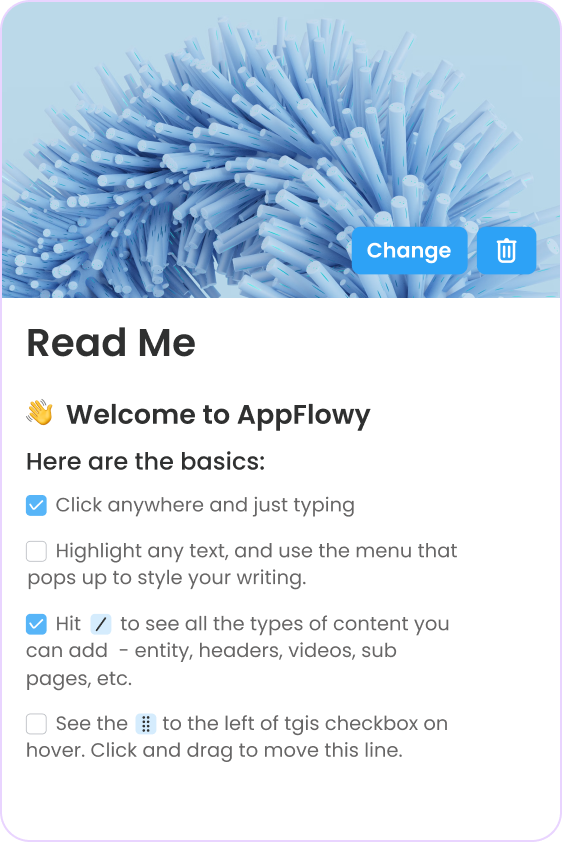 Change
Read Me
👋 Welcome to AppFlowy
Here are the basics:
Click anywhere and just typing
Highlight any text, and use the menu that
pops up to style your writing.
Hit / to see all the types of content you
can add - entity, headers, videos, sub
pages, etc.
See the ⣿ to the left of tgis checkbox on
hover. Click and drag to move this line.